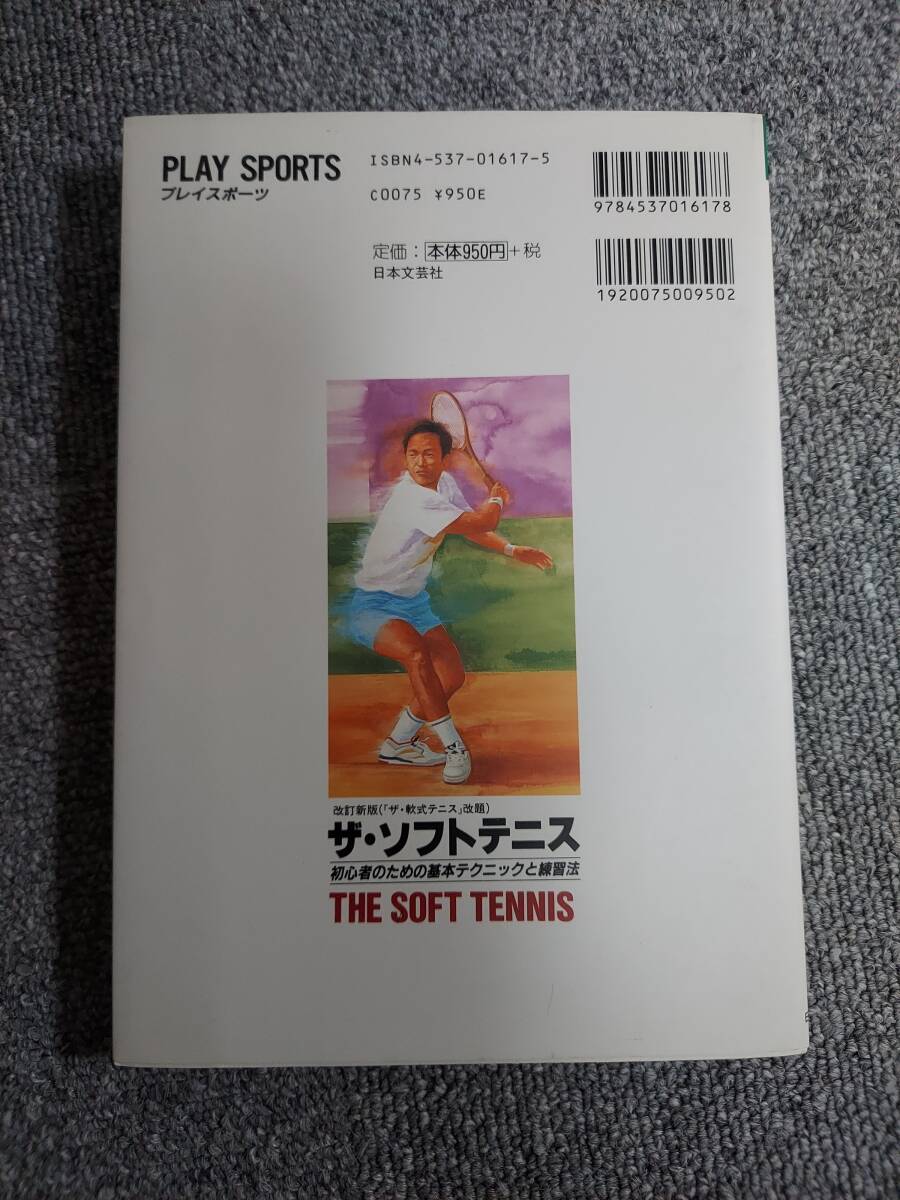 PLAY SPORTS
プレイスポーツ
ISBN4-537-01617-5
C0075 ¥950E
9784537016178
定価：本体950円+税
日本文芸社
1920075009502
改訂新版(「ザ・軟式テニス」改題)
ザ・ソフトテニス
初心者のための基本テクニックと練習法
THE SOFT TENNIS